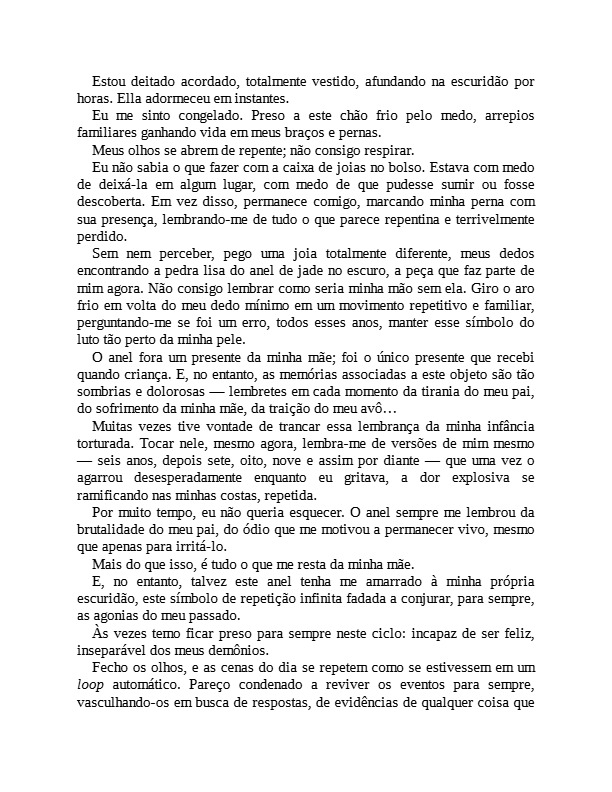 Estou deitado acordado, totalmente vestido, afundando na escuridão por
horas. Ella adormeceu em instantes.
Eu me sinto congelado. Preso a este chão frio pelo medo, arrepios
familiares ganhando vida em meus braços e pernas.
Meus olhos se abrem de repente; não consigo respirar.
Eu não sabia o que fazer com a caixa de joias no bolso. Estava com medo
de deixá-la em algum lugar, com medo de que pudesse sumir ou fosse
descoberta. Em vez disso, permanece comigo, marcando minha perna com
sua presença, lembrando-me de tudo o que parece repentina e terrivelmente
perdido.
Sem nem perceber, pego uma joia totalmente diferente, meus dedos
encontrando a pedra lisa do anel de jade no escuro, a peça que faz parte de
mim agora. Não consigo lembrar como seria minha mão sem ela. Giro o aro
frio em volta do meu dedo mínimo em um movimento repetitivo e familiar,
perguntando-me se foi um erro, todos esses anos, manter esse símbolo do
luto tão perto da minha pele.
O anel fora um presente da minha mãe; foi o único presente que recebi
quando criança. E, no entanto, as memórias associadas a este objeto são tão
sombrias e dolorosas — lembretes em cada momento da tirania do meu pai,
do sofrimento da minha mãe, da traição do meu avô…
Muitas vezes tive vontade de trancar essa lembrança da minha infância
torturada. Tocar nele, mesmo agora, lembra-me de versões de mim mesmo
— seis anos, depois sete, oito, nove e assim por diante — que uma vez o
agarrou desesperadamente enquanto eu gritava, a dor explosiva se
ramificando nas minhas costas, repetida.
Por muito tempo, eu não queria esquecer. O anel sempre me lembrou da
brutalidade do meu pai, do ódio que me motivou a permanecer vivo, mesmo
que apenas para irritá-lo.
Mais do que isso, é tudo o que me resta da minha mãe.
E, no entanto, talvez este anel tenha me amarrado à minha própria
escuridão, este símbolo de repetição infinita fadada a conjurar, para sempre,
as agonias do meu passado.
Às vezes temo ficar preso para sempre neste ciclo: incapaz de ser feliz,
inseparável dos meus demônios.
Fecho os olhos, e as cenas do dia se repetem como se estivessem em um
loop automático. Pareço condenado a reviver os eventos para sempre,
vasculhando-os em busca de respostas, de evidências de qualquer coisa que